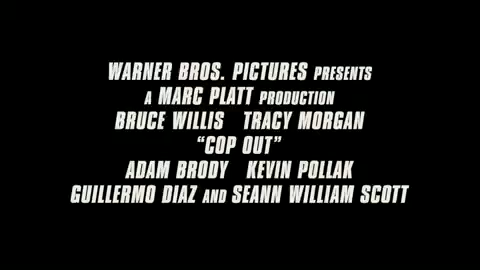 WARNER BROS. PICTURES PRESENTS
A MARC PLATT PRODUCTION
BRUCE WILLIS TRACY MORGAN
“COP OUT”
ADAM BRODY KEVIN POLLAK
GUILLERMO DIAZ AND SEANN WILLIAM SCOTT